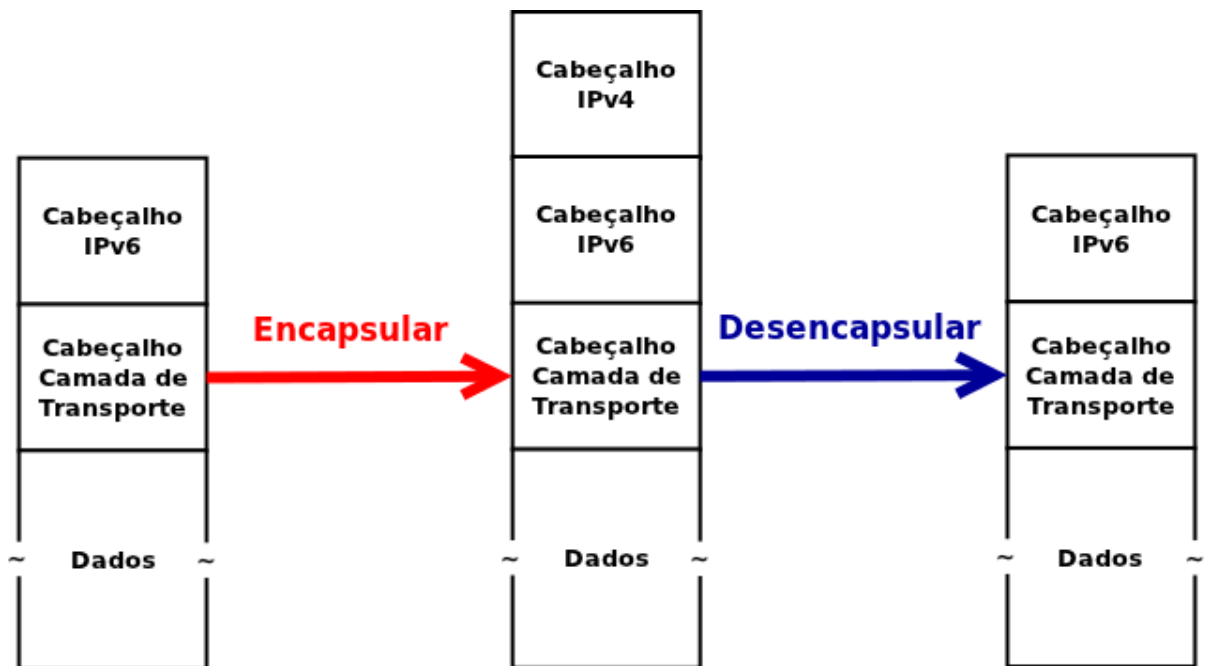 Cabeçalho
IPv6
Cabeçalho
Camada de
Transporte
~ Dados ~
Encapsular
Cabeçalho
IPv4
Cabeçalho
IPv6
Cabeçalho
Camada de
Transporte
~ Dados ~
Desencapsular
Cabeçalho
IPv6
Cabeçalho
Camada de
Transporte
~ Dados ~